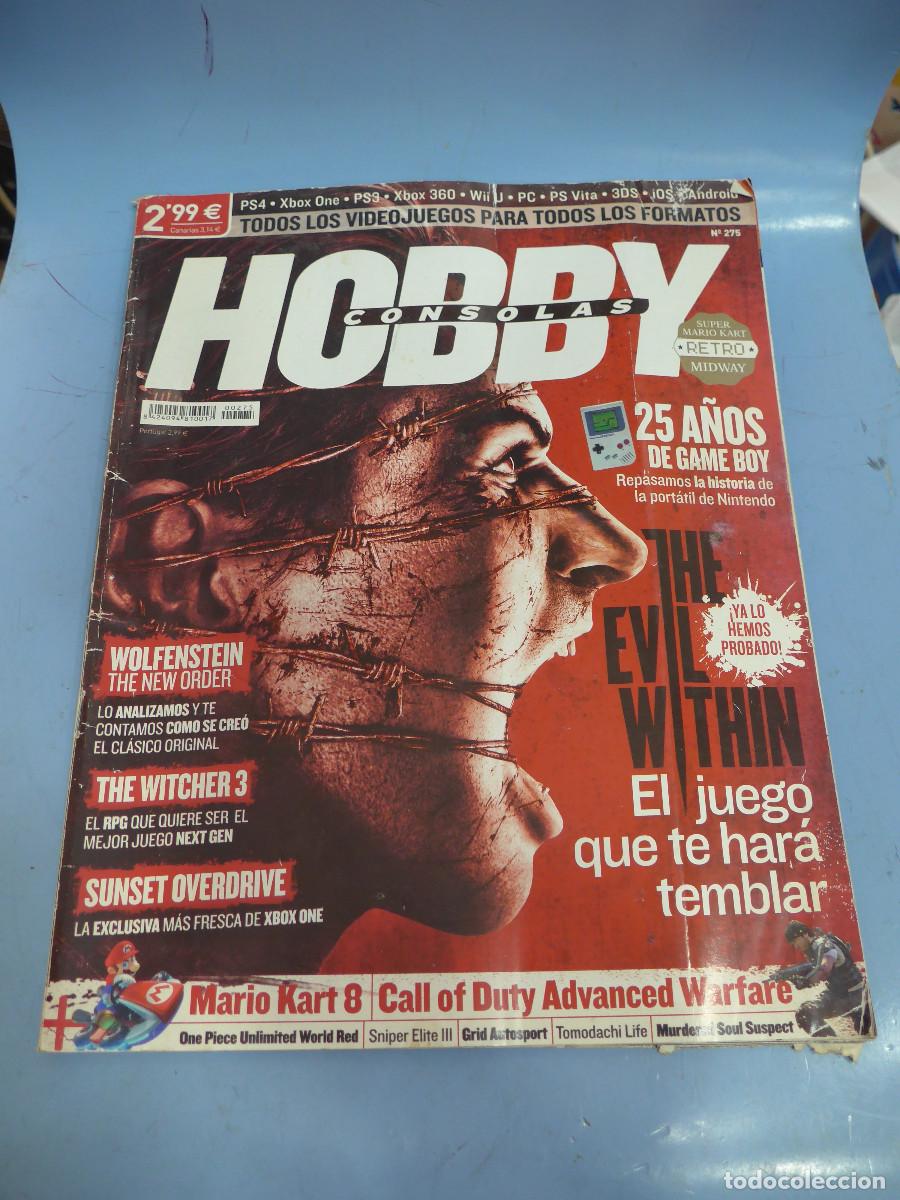 2'99 €
Canarias 3,14 €
PS4 • Xbox One • PS3 • Xbox 360 • Wii U • PC • PS Vita • 3DS • iOS • Android
TODOS LOS VIDEOJUEGOS PARA TODOS LOS FORMATOS
Nº 275
HOBBY
CONSOLAS
SUPER
MARIO KART
RETRO
MIDWAY
00275
8 424094 810017
Portugal 2,99 €
25 AÑOS
DE GAME BOY
Repasamos la historia de
la portátil de Nintendo
THE
EVIL
WITHIN
¡YA LO
HEMOS
PROBADO!
El juego
que te hará
temblar
WOLFENSTEIN
THE NEW ORDER
LO ANALIZAMOS Y TE
CONTAMOS COMO SE CREÓ
EL CLÁSICO ORIGINAL
THE WITCHER 3
EL RPG QUE QUIERE SER EL
MEJOR JUEGO NEXT GEN
SUNSET OVERDRIVE
LA EXCLUSIVA MÁS FRESCA DE XBOX ONE
+ Mario Kart 8 | Call of Duty Advanced Warfare
One Piece Unlimited World Red | Sniper Elite III | Grid Autosport | Tomodachi Life | Murdered Soul Suspect
todocoleccion